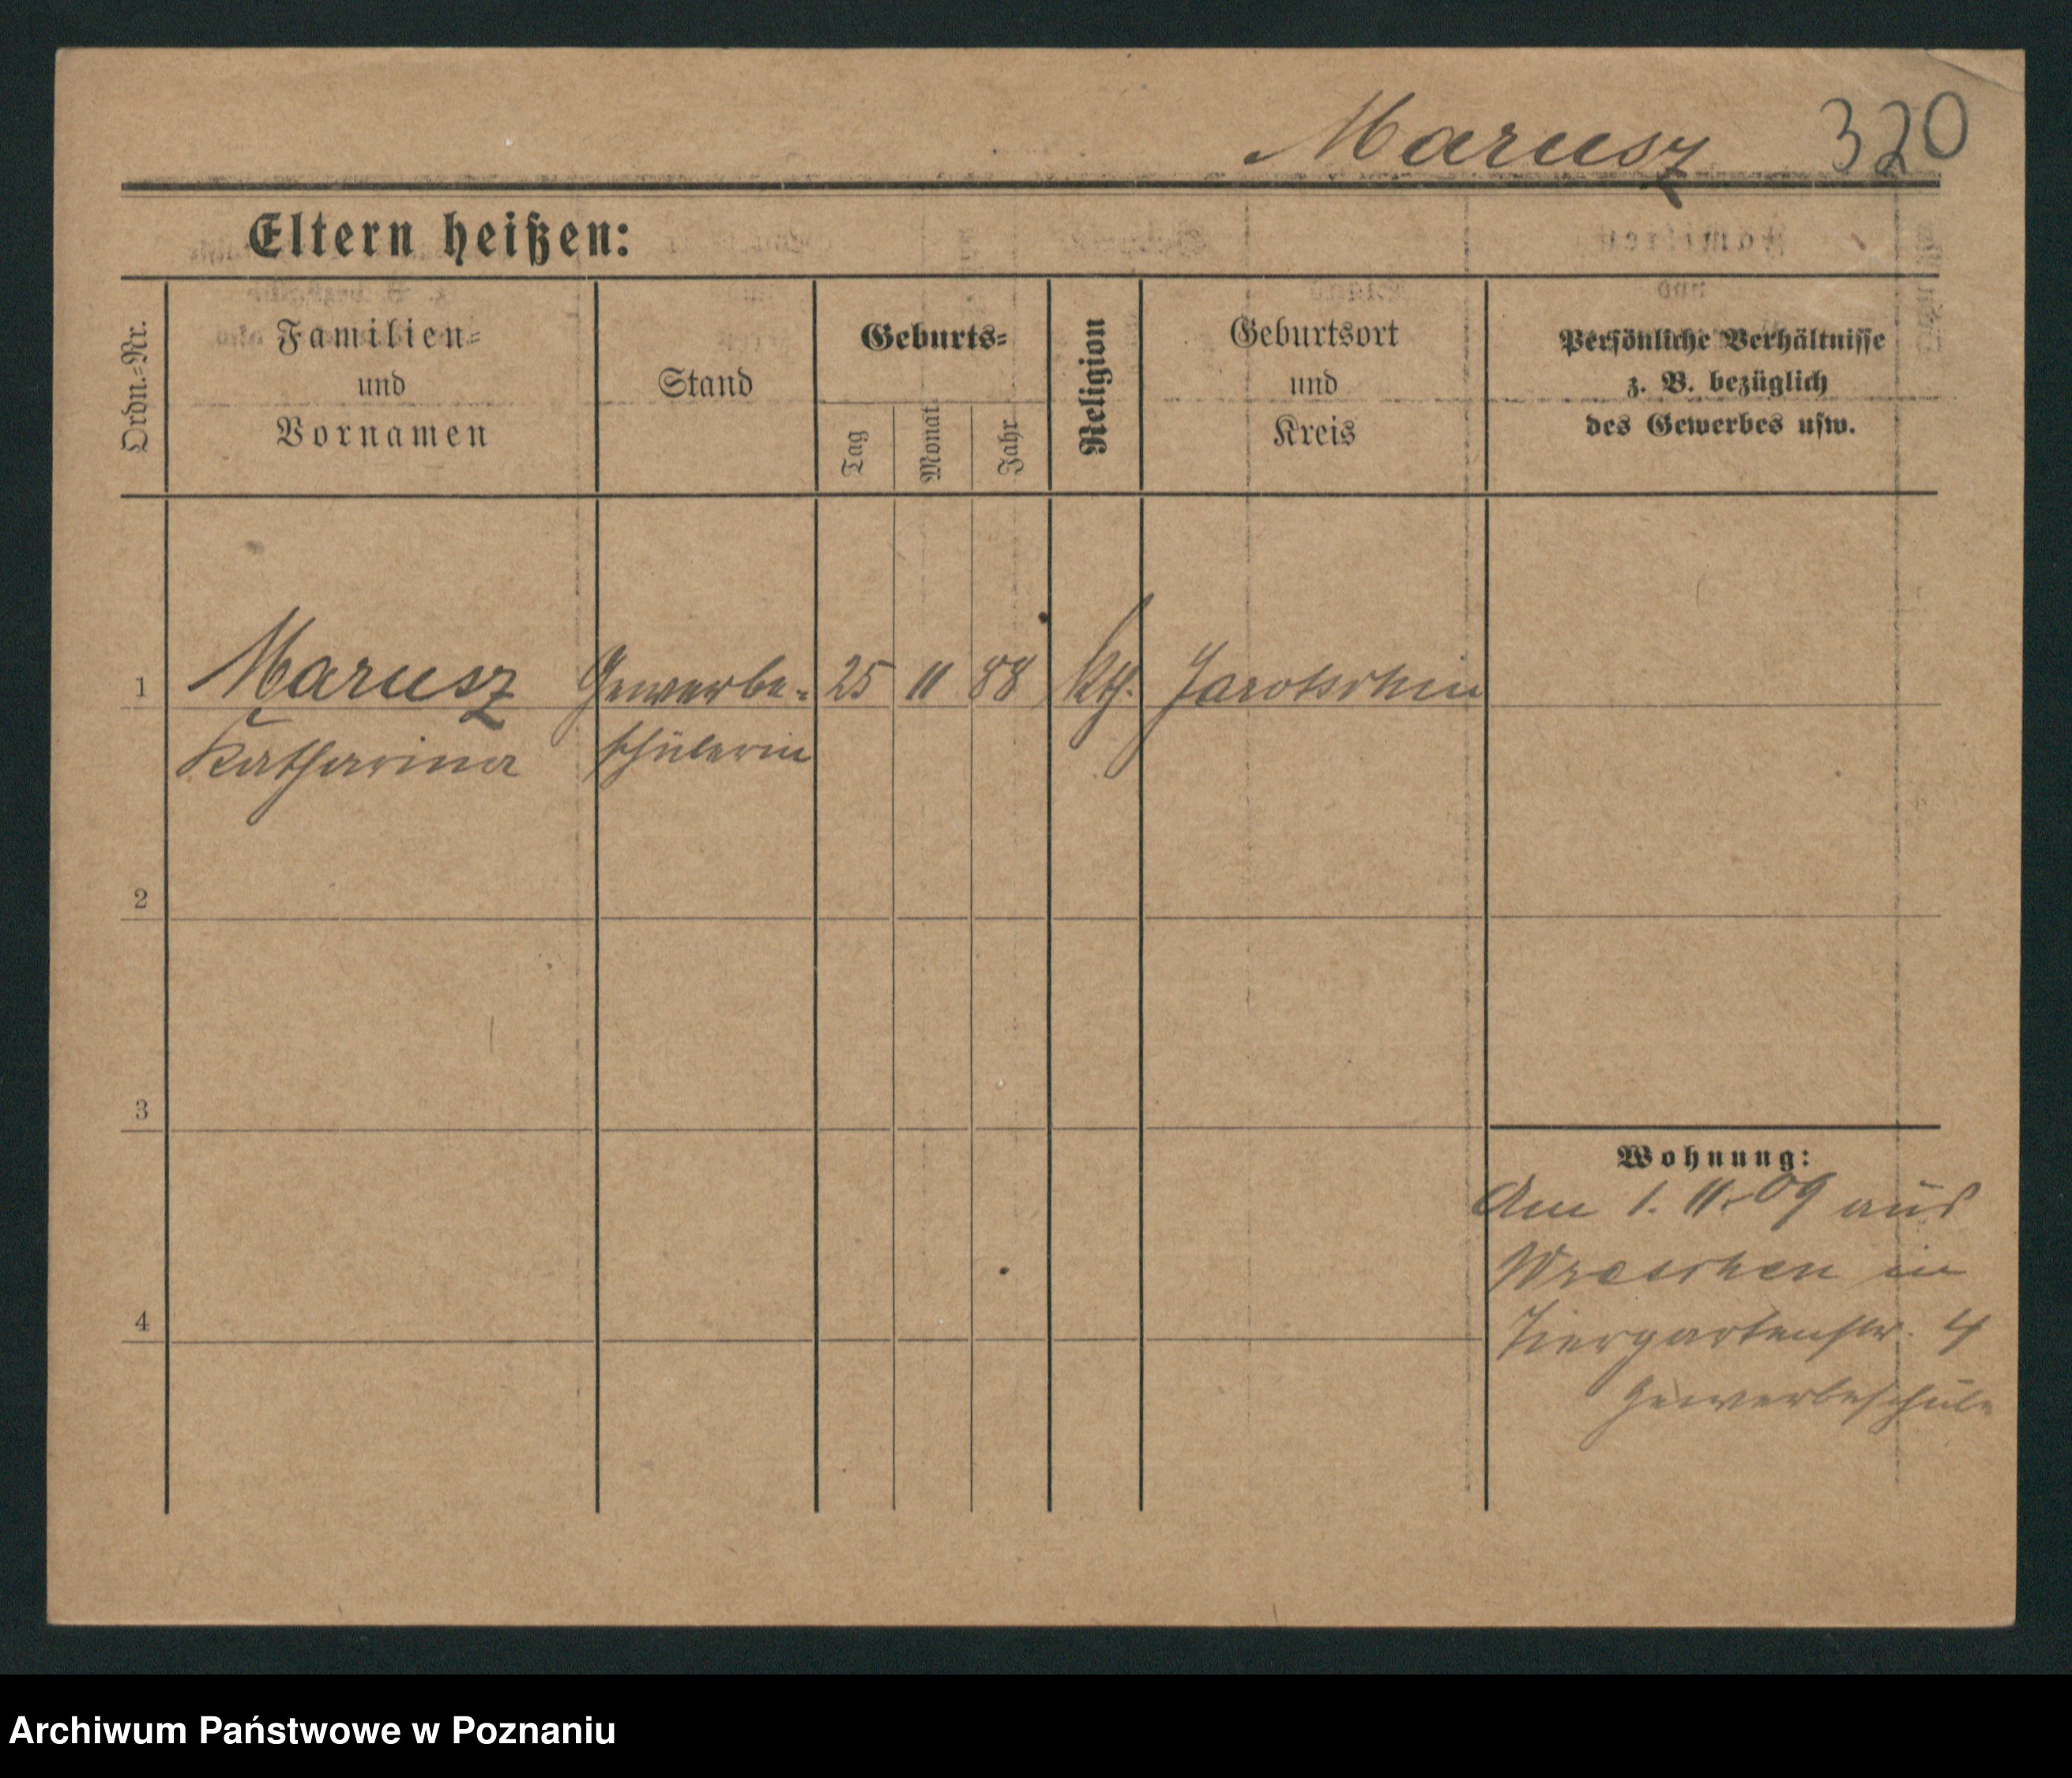 Marusz 320
Eltern heißen:
Ordn.-Nr.
Familien-
und
Vornamen
Stand
Geburts-
Tag
Monat
Jahr
Religion
Geburtsort
und
Kreis
Persönliche Verhältnisse
z. B. bezüglich
des Gewerbes usw.
1 Marusz Gewerbe- 25 11 88 kth. Jarotschin
Katharina schülerin
2
3
Wohnung:
Am 1. 11. 09 aus
Wreschen in
4
Tiergartenstr. 4
Gewerbeschule
Archiwum Państwowe w Poznaniu